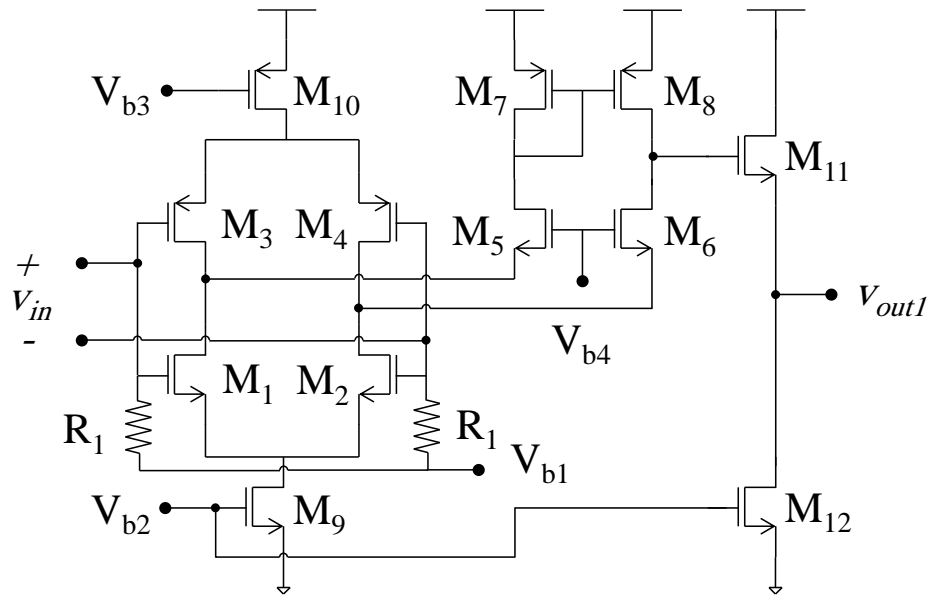 V_b3
M_10
M_7
M_8
M_11
M_3
M_4
M_5
M_6
+
v_in
-
V_b4
v_out1
M_1
M_2
R_1
R_1
V_b1
V_b2
M_9
M_12